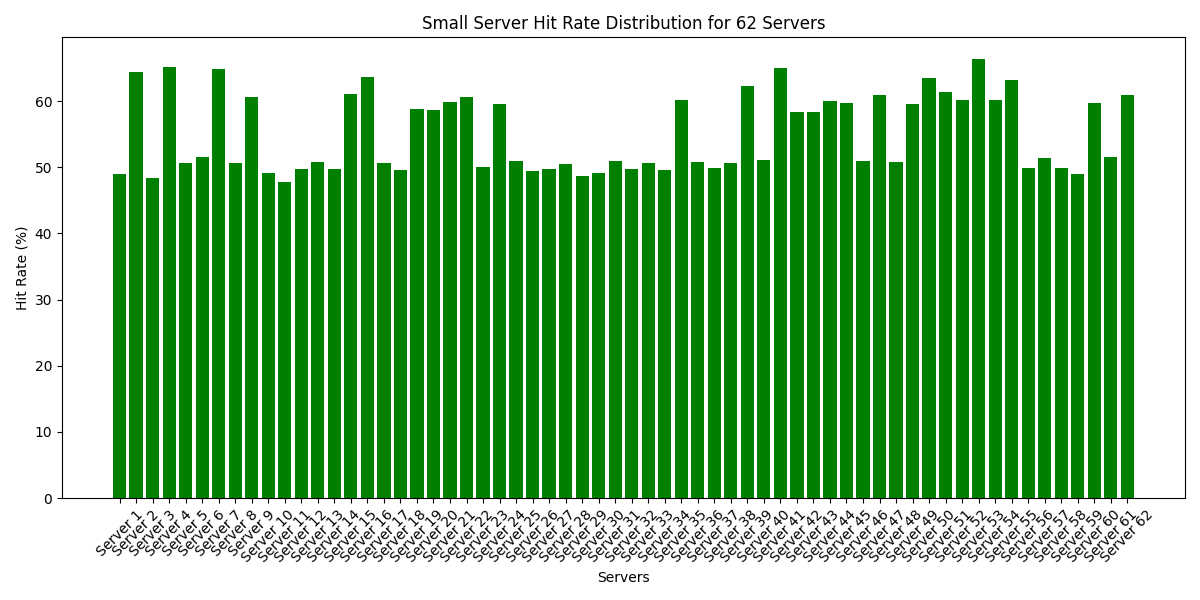 Small Server Hit Rate Distribution for 62 Servers
Hit Rate (%)
60
50
40
30
20
10
0
Server 1
Server 2
Server 3
Server 4
Server 5
Server 6
Server 7
Server 8
Server 9
Server 10
Server 11
Server 12
Server 13
Server 14
Server 15
Server 16
Server 17
Server 18
Server 19
Server 20
Server 21
Server 22
Server 23
Server 24
Server 25
Server 26
Server 27
Server 28
Server 29
Server 30
Server 31
Server 32
Server 33
Server 34
Server 35
Server 36
Server 37
Server 38
Server 39
Server 40
Server 41
Server 42
Server 43
Server 44
Server 45
Server 46
Server 47
Server 48
Server 49
Server 50
Server 51
Server 52
Server 53
Server 54
Server 55
Server 56
Server 57
Server 58
Server 59
Server 60
Server 61
Server 62
Servers